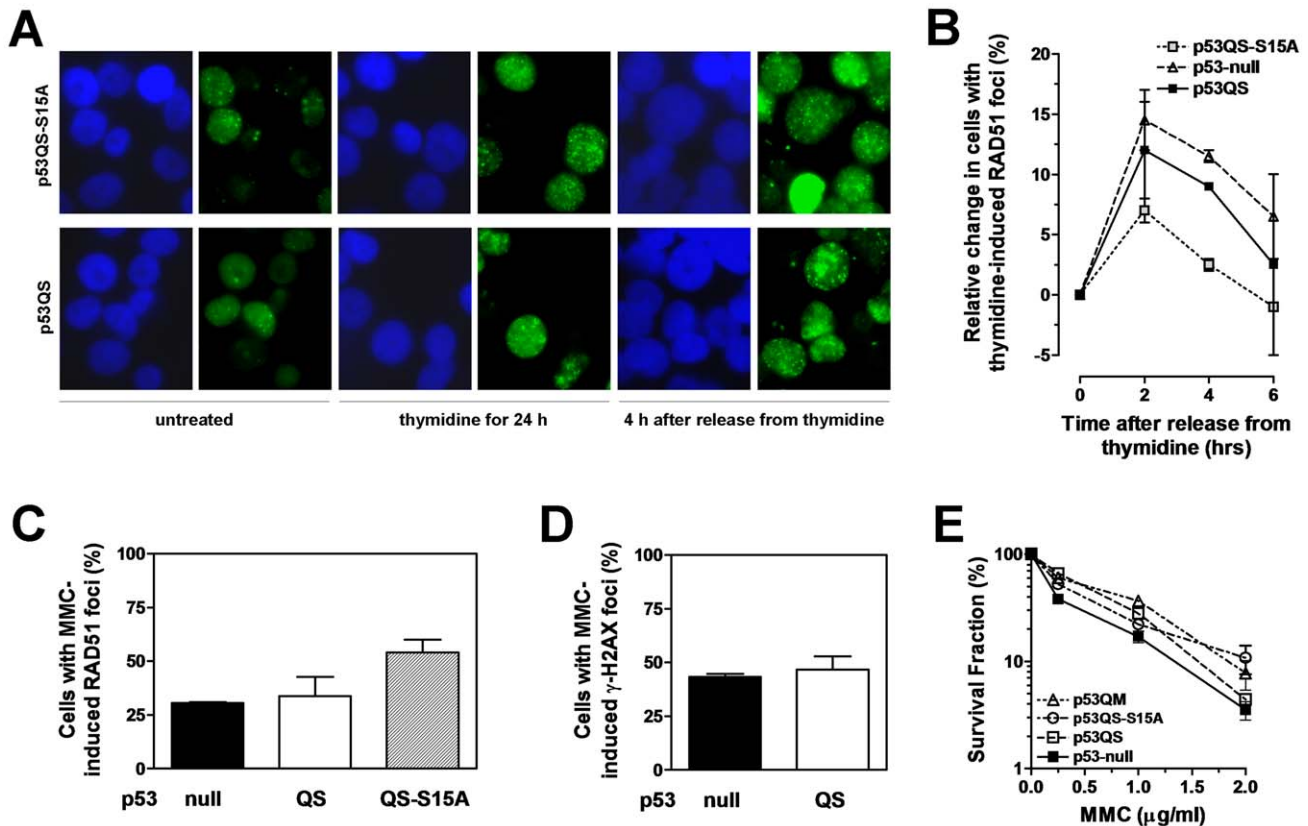 A
p53QS-S15A
p53QS
untreated
thymidine for 24 h
4 h after release from thymidine
B
Relative change in cells with
thymidine-induced RAD51 foci (%)
20
15
10
5
0
-5
p53QS-S15A
p53-null
p53QS
0 2 4 6
Time after release from
thymidine (hrs)
C
Cells with MMC-
induced RAD51 foci (%)
100
75
50
25
0
p53 null QS QS-S15A
D
Cells with MMC-
induced γ-H2AX foci (%)
100
75
50
25
0
p53 null QS
E
Survival Fraction (%)
100
10
1
p53QM
p53QS-S15A
p53QS
p53-null
0.0 0.5 1.0 1.5 2.0
MMC (μg/ml)